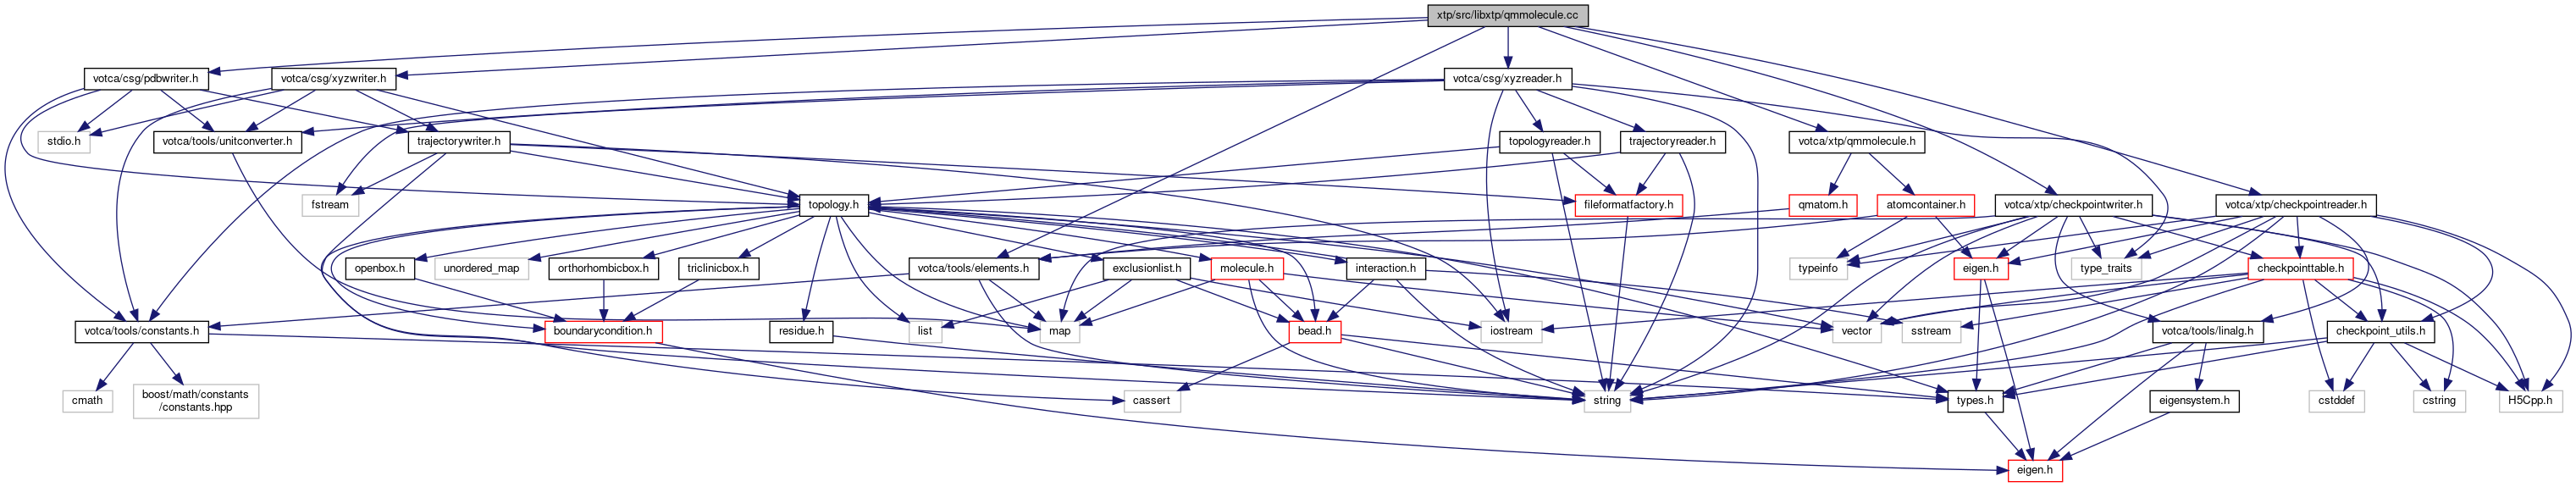 xtp/src/libxtp/qmmolecule.cc
votca/csg/pdbwriter.h
votca/csg/xyzwriter.h
votca/csg/xyzreader.h
stdio.h
votca/tools/unitconverter.h
trajectorywriter.h
topologyreader.h
trajectoryreader.h
votca/xtp/qmmolecule.h
fstream
topology.h
fileformatfactory.h
qmatom.h
atomcontainer.h
votca/xtp/checkpointwriter.h
votca/xtp/checkpointreader.h
openbox.h
unordered_map
orthorhombicbox.h
triclinicbox.h
votca/tools/elements.h
exclusionlist.h
molecule.h
interaction.h
typeinfo
eigen.h
type_traits
checkpointtable.h
votca/tools/constants.h
boundarycondition.h
residue.h
list
map
bead.h
iostream
vector
sstream
votca/tools/linalg.h
checkpoint_utils.h
cmath
boost/math/constants
/constants.hpp
cassert
string
types.h
eigensystem.h
cstddef
cstring
H5Cpp.h
eigen.h